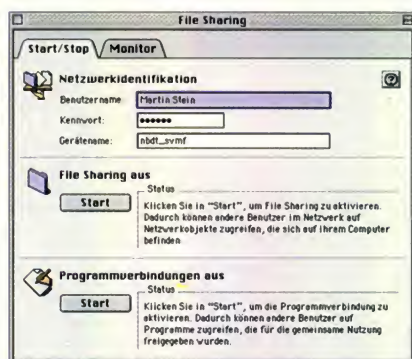 File Sharing
Start/Stop
Monitor
Netzwerkidentifikation
Benutzername
Martin Stein
Kennwort:
••••••
Gerätename:
nbdt_svmf
File Sharing aus
Start
Status
Klicken Sie in "Start", um File Sharing zu aktivieren.
Dadurch können andere Benutzer im Netzwerk auf
Netzwerkobjekte zugreifen, die sich auf Ihrem Computer
befinden
Programmverbindungen aus
Start
Status
Klicken Sie in "Start", um die Programmverbindung zu
aktivieren. Dadurch können andere Benutzer auf
Programme zugreifen, die für die gemeinsame Nutzung
freigegeben wurden.